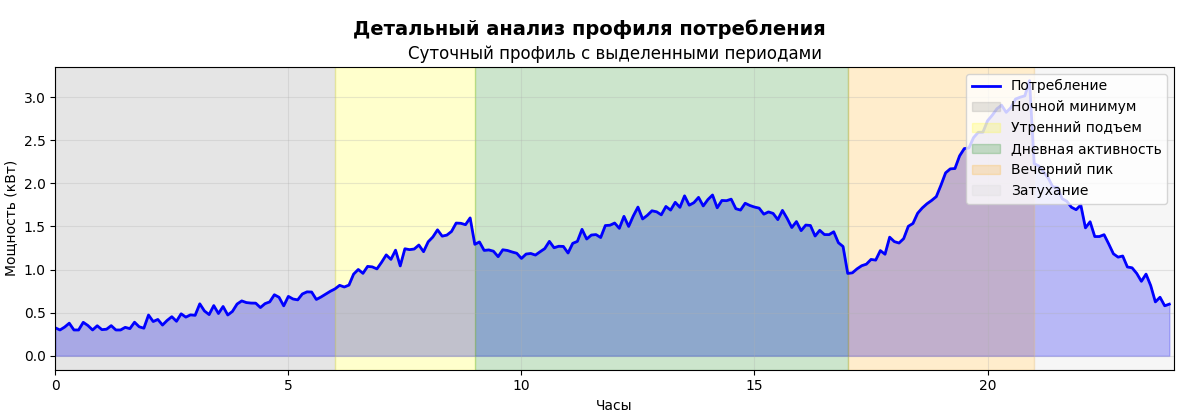 Детальный анализ профиля потребления
Суточный профиль с выделенными периодами
Мощность (кВт)
3.0
2.5
2.0
1.5
1.0
0.5
0.0
Потребление
Ночной минимум
Утренний подъем
Дневная активность
Вечерний пик
Затухание
0 5 10 15 20
Часы